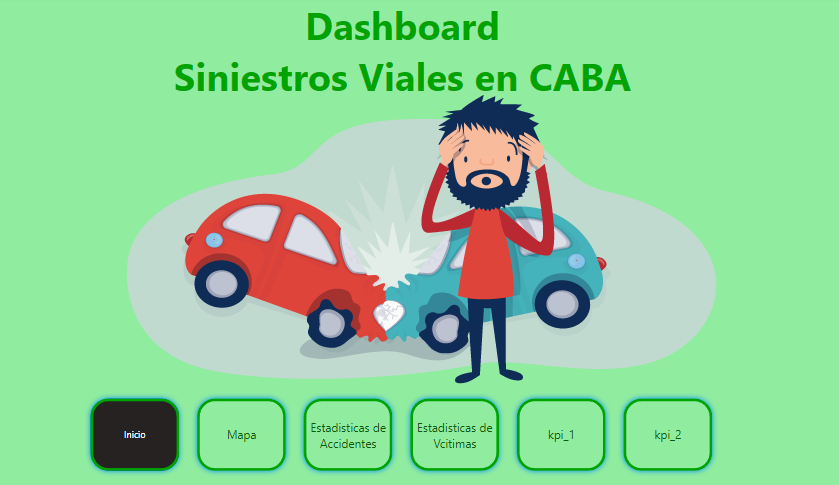 Dashboard
Siniestros Viales en CABA
Inicio
Mapa
Estadisticas de
Accidentes
Estadisticas de
Vcitimas
kpi_1
kpi_2